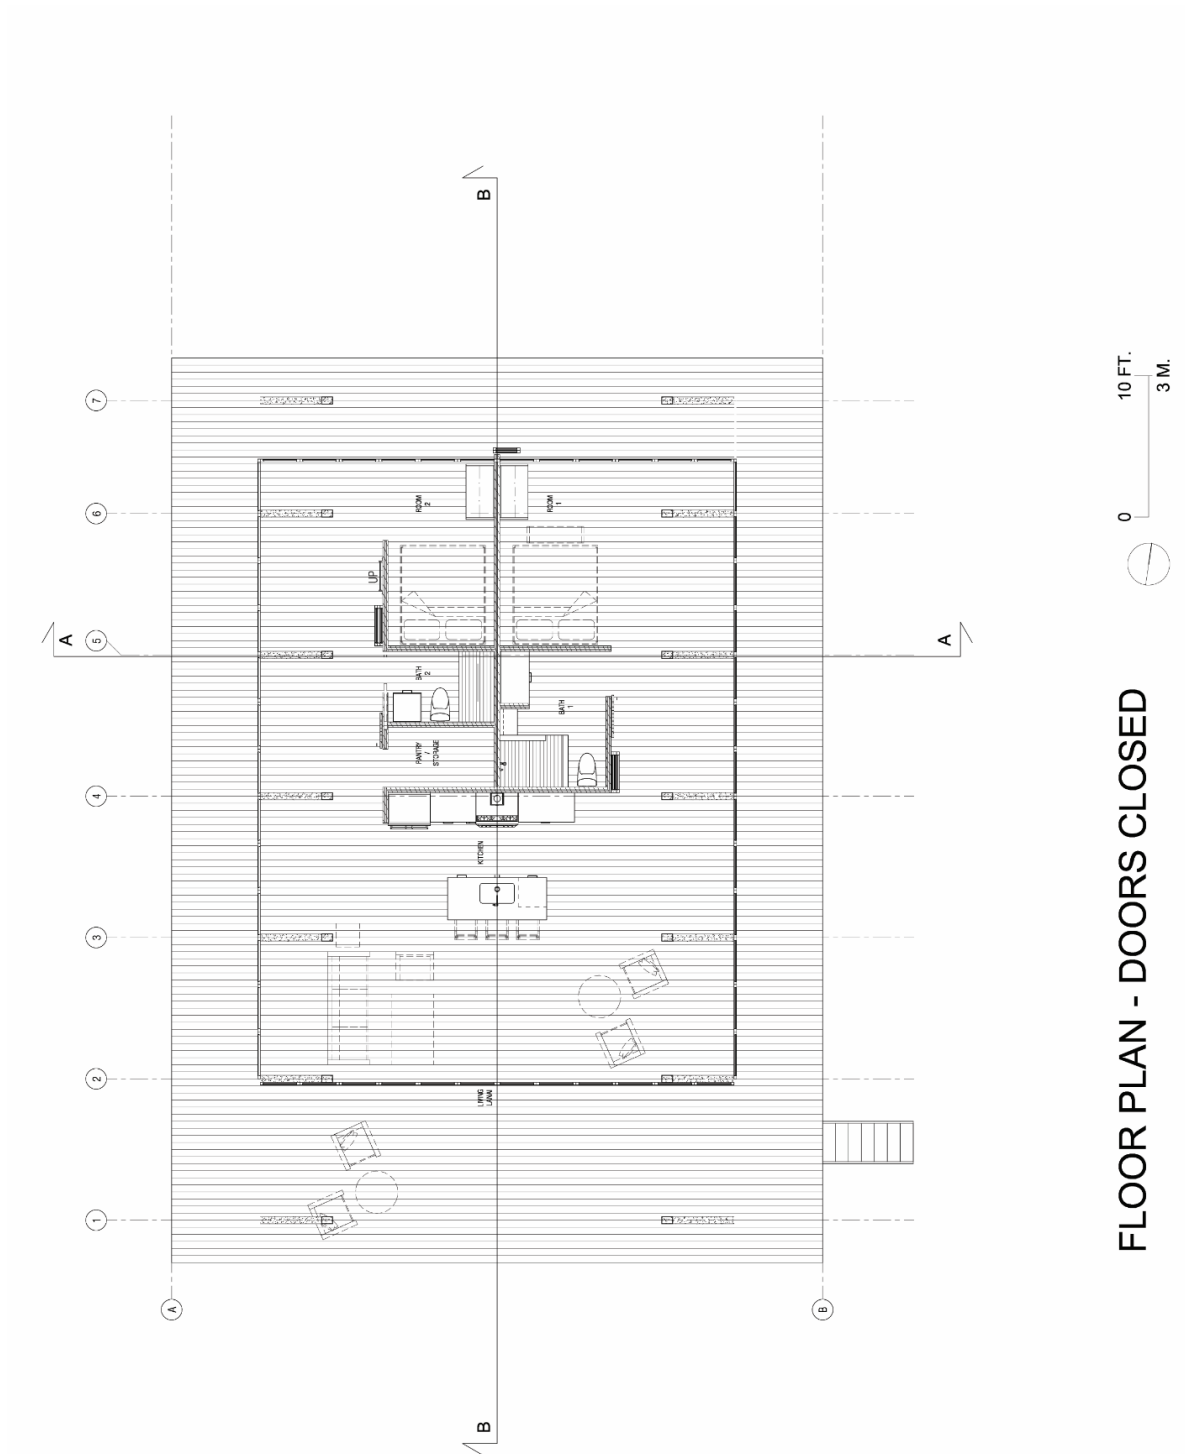 B
7
6
ROOM
2
ROOM
1
UP
A
5
A
BATH
2
BATH
1
PANTRY
/
STORAGE
4
KITCHEN
3
2
LIVING
LANAI
1
A
B
B
0
10 FT.
3 M.
FLOOR PLAN - DOORS CLOSED